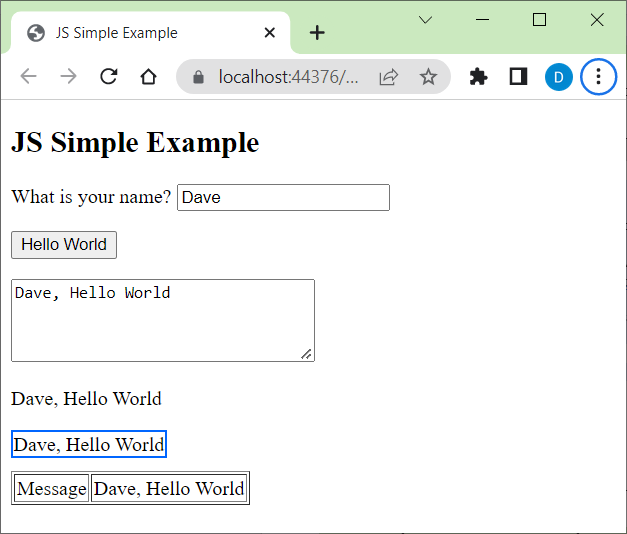 JS Simple Example
localhost:44376/...
D
JS Simple Example
What is your name? Dave
Hello World
Dave, Hello World
Dave, Hello World
Dave, Hello World
Message Dave, Hello World